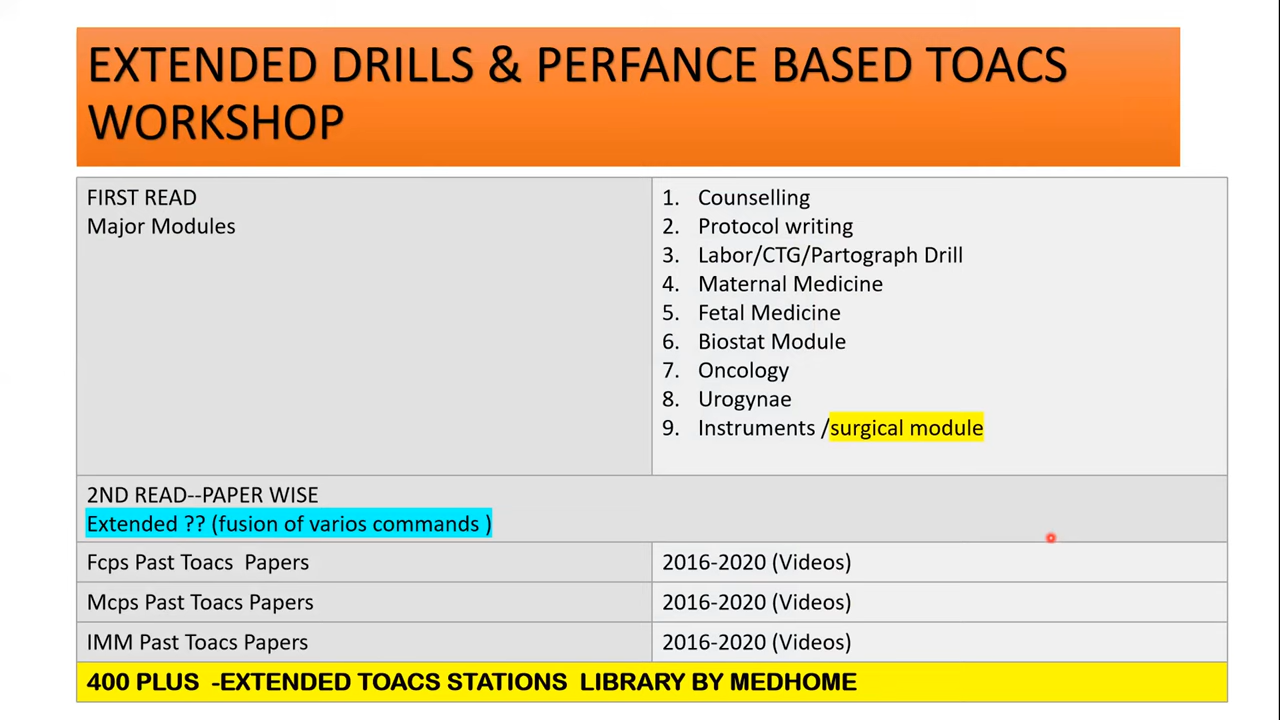 EXTENDED DRILLS & PERFANCE BASED TOACS
WORKSHOP
FIRST READ
Major Modules
1. Counselling
2. Protocol writing
3. Labor/CTG/Partograph Drill
4. Maternal Medicine
5. Fetal Medicine
6. Biostat Module
7. Oncology
8. Urogynae
9. Instruments /surgical module
2ND READ--PAPER WISE
Extended ?? (fusion of varios commands )
Fcps Past Toacs Papers
2016-2020 (Videos)
Mcps Past Toacs Papers
2016-2020 (Videos)
IMM Past Toacs Papers
2016-2020 (Videos)
400 PLUS -EXTENDED TOACS STATIONS LIBRARY BY MEDHOME